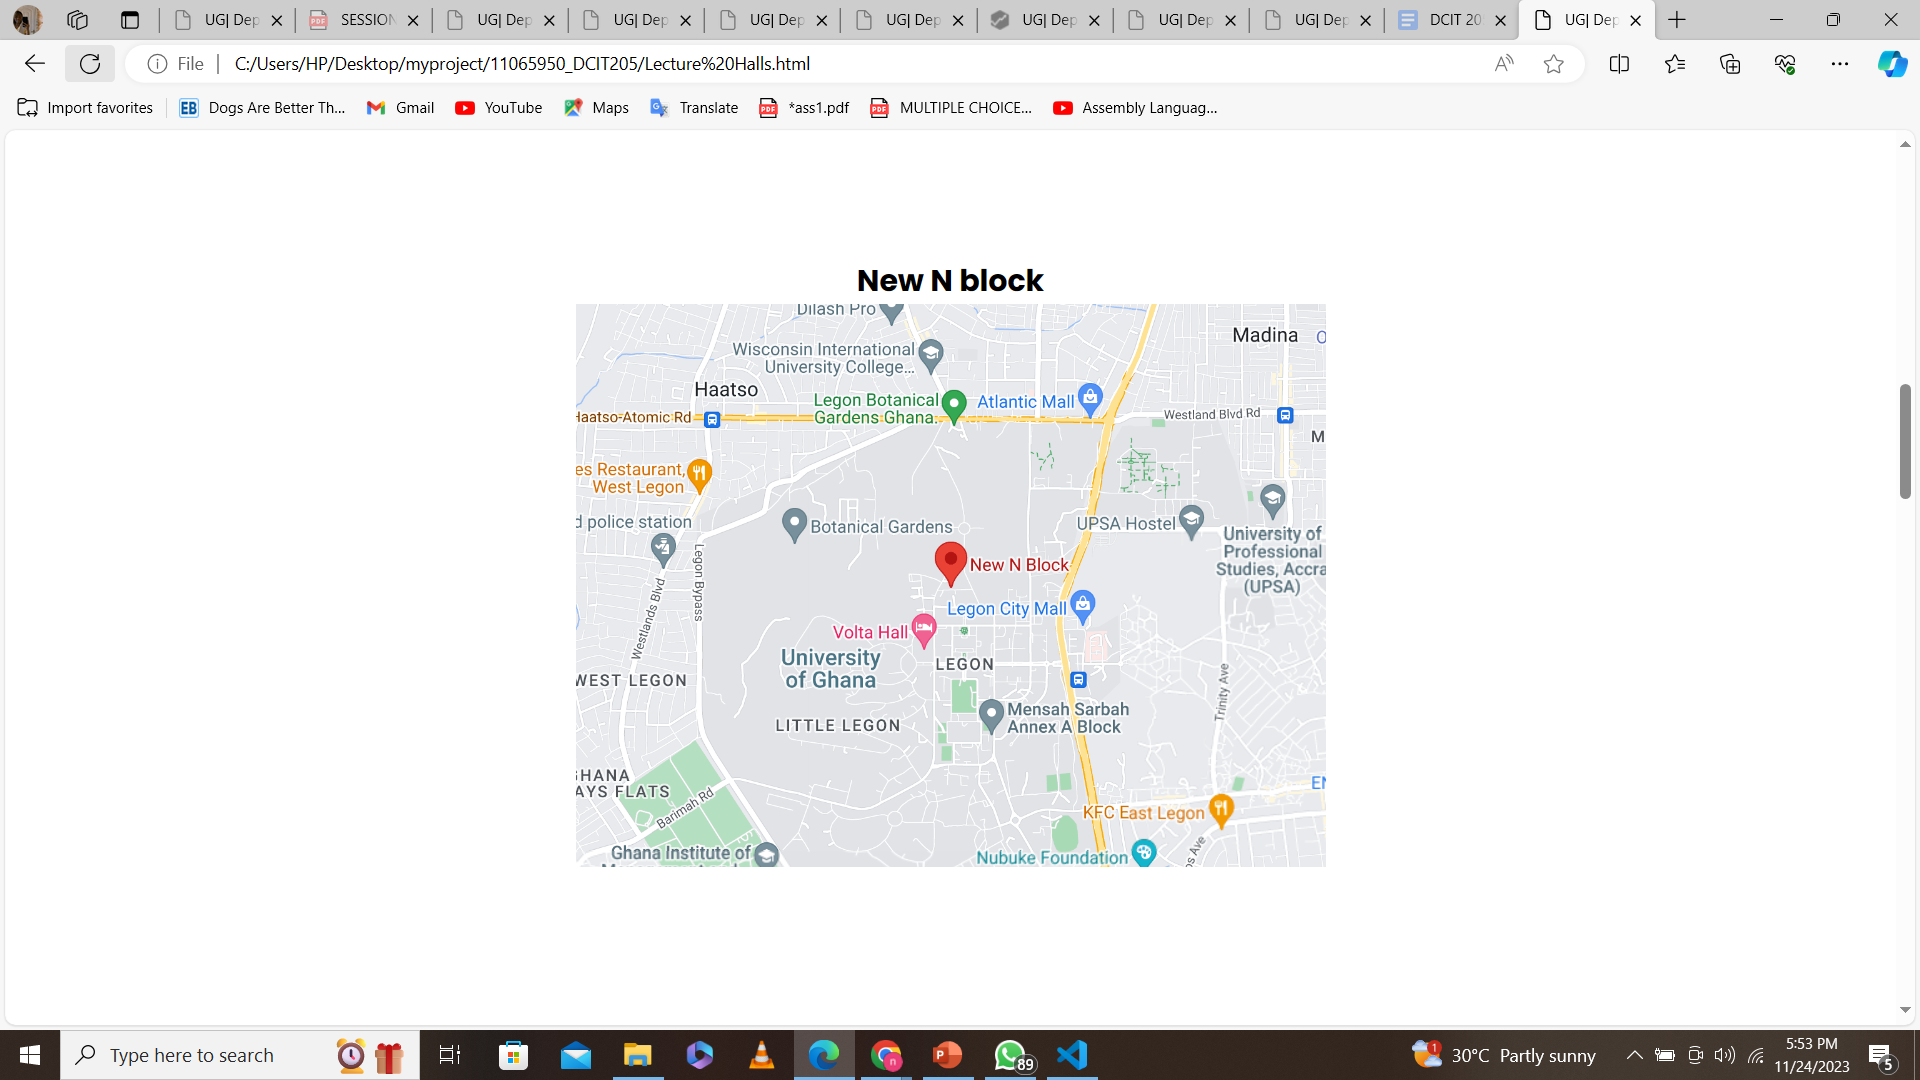 UG| Dep
SESSION
UG| Dep
UG| Dep
UG| Dep
UG| Dep
UG| Dep
UG| Dep
UG| Dep
DCIT 20
UG| Dep
File
C:/Users/HP/Desktop/myproject/11065950_DCIT205/Lecture%20Halls.html
Import favorites
EB
Dogs Are Better Th...
Gmail
YouTube
Maps
Translate
*ass1.pdf
MULTIPLE CHOICE...
Assembly Languag...
New N block
Dilash Pro
Madina
Wisconsin International
University College...
Haatso
Legon Botanical
Gardens Ghana..
Atlantic Mall
Haatso-Atomic Rd
Westland Blvd Rd
M
es Restaurant,
West Legon
d police station
Botanical Gardens
UPSA Hostel
University of
Professional
Studies, Accra
(UPSA)
Legon Bypass
New N Block
Westlands Blvd
Legon City Mall
Volta Hall
University
of Ghana
LEGON
WEST LEGON
Trinity Ave
LITTLE LEGON
Mensah Sarbah
Annex A Block
GHANA
AYS FLATS
Barimah Rd
EN
KFC East Legon
Ghana Institute of
Nubuke Foundation
os Ave
Type here to search
89
1
30°C Partly sunny
5:53 PM
11/24/2023
5